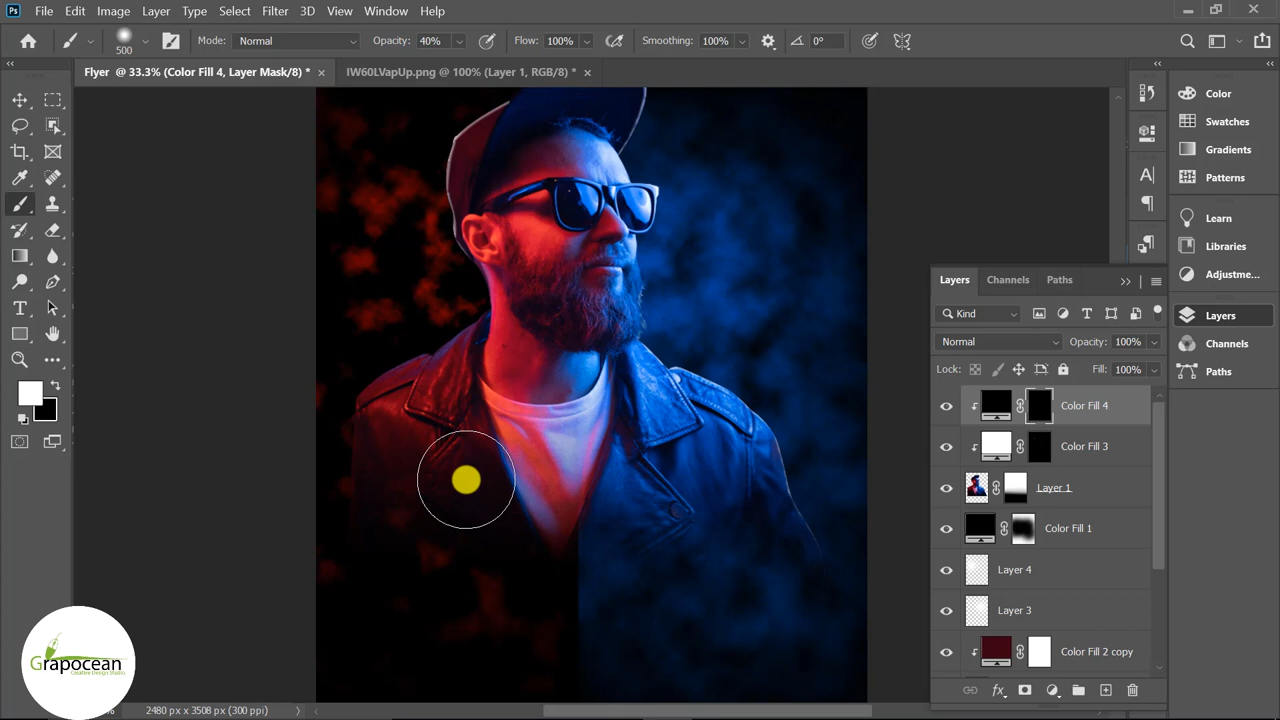 Ps File Edit Image Layer Type Select Filter 3D View Window Help
500 Mode: Normal Opacity: 40% Flow: 100% Smoothing: 100% 0°
Flyer @ 33.3% (Color Fill 4, Layer Mask/8) * × IW60LVapUp.png @ 100% (Layer 1, RGB/8) * ×
Color
Swatches
Gradients
Patterns
Learn
Libraries
Adjustme...
Layers
Channels
Paths
Layers Channels Paths
Kind
Normal Opacity: 100%
Lock: Fill: 100%
Color Fill 4
Color Fill 3
Layer 1
Color Fill 1
Layer 4
Layer 3
Color Fill 2 copy
Grapocean
Creative Design Studio
2480 px x 3508 px (300 ppi)